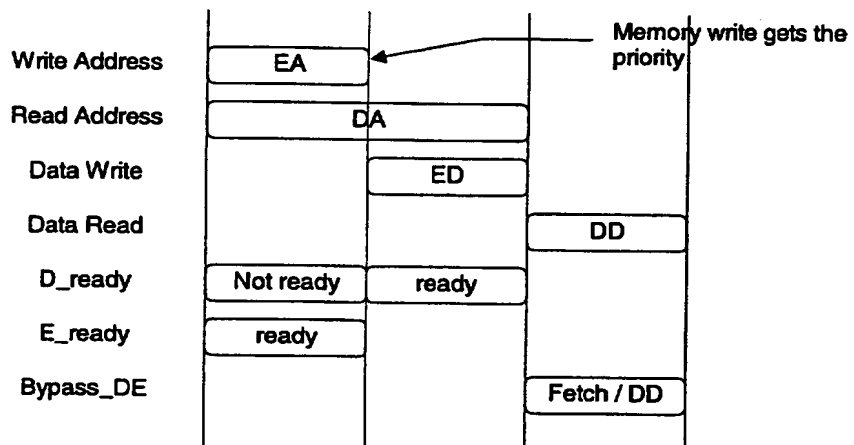 Memory write gets the
priority
Write Address EA
Read Address DA
Data Write ED
Data Read DD
D_ready Not ready ready
E_ready ready
Bypass_DE Fetch / DD